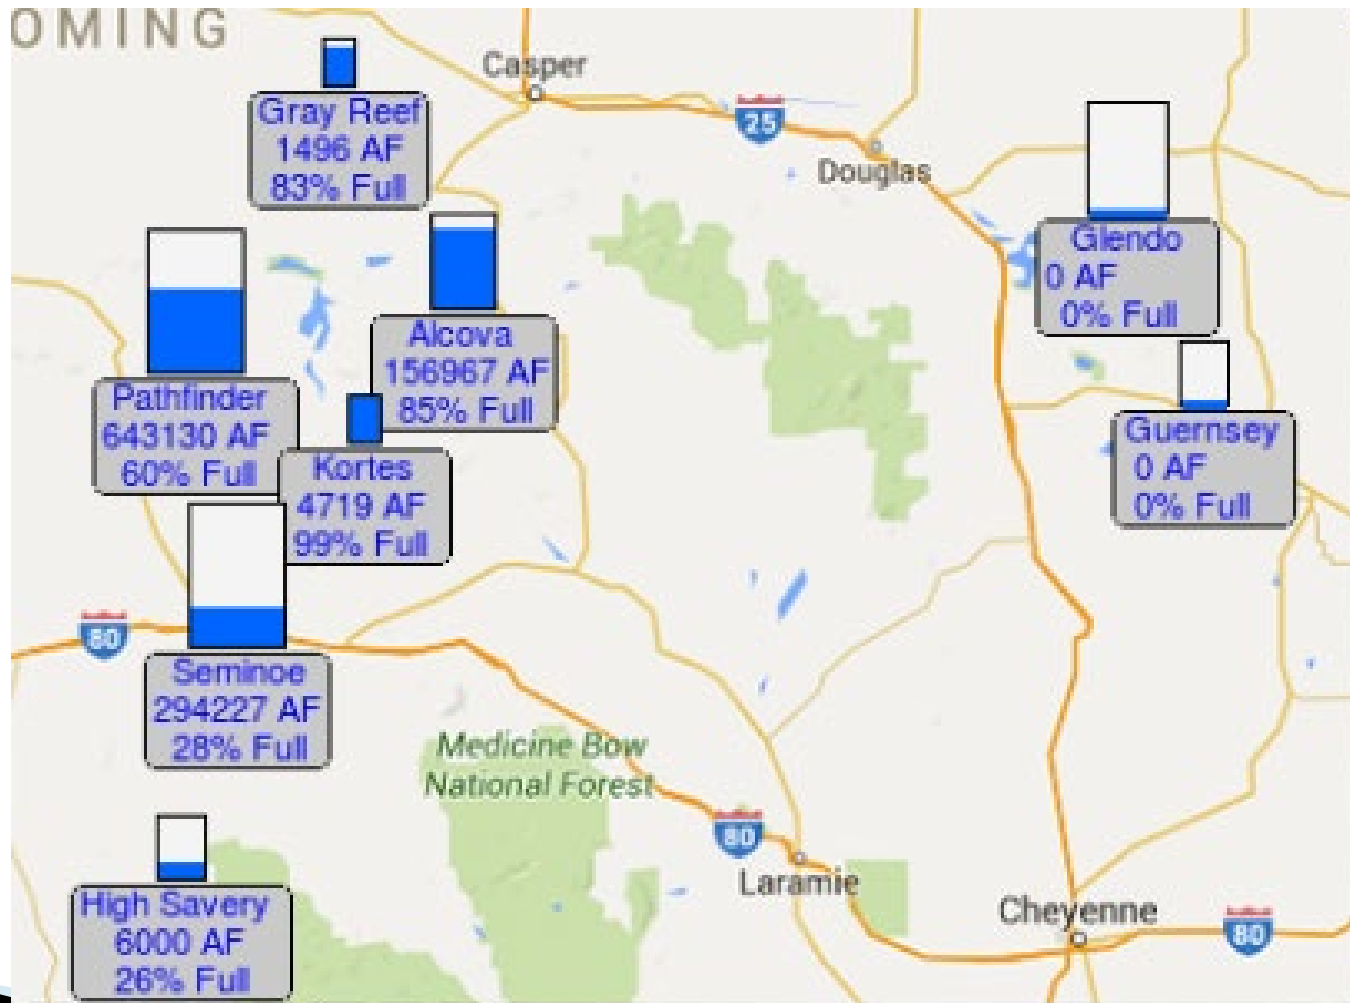 OMING
Casper
Gray Reef
1496 AF
83% Full
25
Douglas
Glendo
0 AF
0% Full
Alcova
156967 AF
85% Full
Pathfinder
643130 AF
60% Full
Guernsey
0 AF
0% Full
Kortes
4719 AF
99% Full
80
Seminoe
294227 AF
28% Full
Medicine Bow
National Forest
80
Laramie
High Savery
6000 AF
26% Full
Cheyenne
80